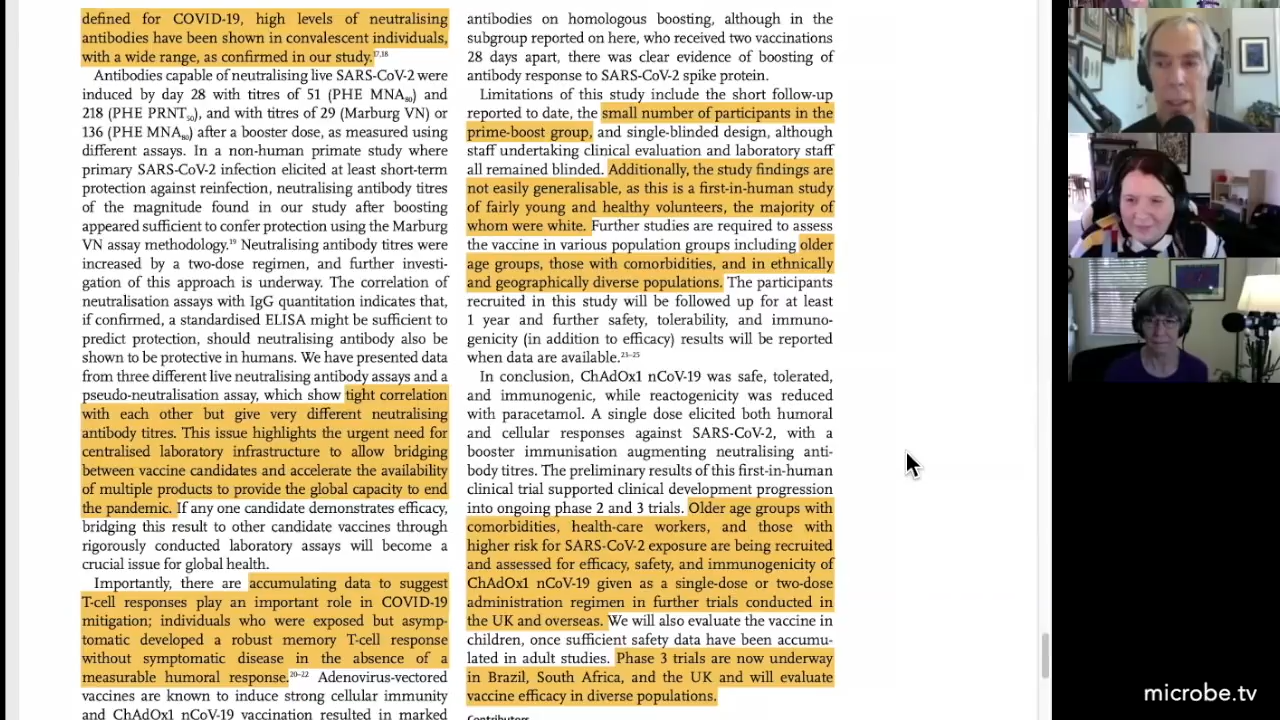 defined for COVID-19, high levels of neutralising
antibodies have been shown in convalescent individuals,
with a wide range, as confirmed in our study.17,18
Antibodies capable of neutralising live SARS-CoV-2 were
induced by day 28 with titres of 51 (PHE MNA80) and
218 (PHE PRNT50), and with titres of 29 (Marburg VN) or
136 (PHE MNA80) after a booster dose, as measured using
different assays. In a non-human primate study where
primary SARS-CoV-2 infection elicited at least short-term
protection against reinfection, neutralising antibody titres
of the magnitude found in our study after boosting
appeared sufficient to confer protection using the Marburg
VN assay methodology.19 Neutralising antibody titres were
increased by a two-dose regimen, and further investi-
gation of this approach is underway. The correlation of
neutralisation assays with IgG quantitation indicates that,
if confirmed, a standardised ELISA might be sufficient to
predict protection, should neutralising antibody also be
shown to be protective in humans. We have presented data
from three different live neutralising antibody assays and a
pseudo-neutralisation assay, which show tight correlation
with each other but give very different neutralising
antibody titres. This issue highlights the urgent need for
centralised laboratory infrastructure to allow bridging
between vaccine candidates and accelerate the availability
of multiple products to provide the global capacity to end
the pandemic. If any one candidate demonstrates efficacy,
bridging this result to other candidate vaccines through
rigorously conducted laboratory assays will become a
crucial issue for global health.
Importantly, there are accumulating data to suggest
T-cell responses play an important role in COVID-19
mitigation; individuals who were exposed but asymp-
tomatic developed a robust memory T-cell response
without symptomatic disease in the absence of a
measurable humoral response.20–22 Adenovirus-vectored
vaccines are known to induce strong cellular immunity
and ChAdOx1 nCoV-19 vaccination resulted in marked
antibodies on homologous boosting, although in the
subgroup reported on here, who received two vaccinations
28 days apart, there was clear evidence of boosting of
antibody response to SARS-CoV-2 spike protein.
Limitations of this study include the short follow-up
reported to date, the small number of participants in the
prime-boost group, and single-blinded design, although
staff undertaking clinical evaluation and laboratory staff
all remained blinded. Additionally, the study findings are
not easily generalisable, as this is a first-in-human study
of fairly young and healthy volunteers, the majority of
whom were white. Further studies are required to assess
the vaccine in various population groups including older
age groups, those with comorbidities, and in ethnically
and geographically diverse populations. The participants
recruited in this study will be followed up for at least
1 year and further safety, tolerability, and immuno-
genicity (in addition to efficacy) results will be reported
when data are available.23–25
In conclusion, ChAdOx1 nCoV-19 was safe, tolerated,
and immunogenic, while reactogenicity was reduced
with paracetamol. A single dose elicited both humoral
and cellular responses against SARS-CoV-2, with a
booster immunisation augmenting neutralising anti-
body titres. The preliminary results of this first-in-human
clinical trial supported clinical development progression
into ongoing phase 2 and 3 trials. Older age groups with
comorbidities, health-care workers, and those with
higher risk for SARS-CoV-2 exposure are being recruited
and assessed for efficacy, safety, and immunogenicity of
ChAdOx1 nCoV-19 given as a single-dose or two-dose
administration regimen in further trials conducted in
the UK and overseas. We will also evaluate the vaccine in
children, once sufficient safety data have been accumu-
lated in adult studies. Phase 3 trials are now underway
in Brazil, South Africa, and the UK and will evaluate
vaccine efficacy in diverse populations.
Contributors
microbe.tv